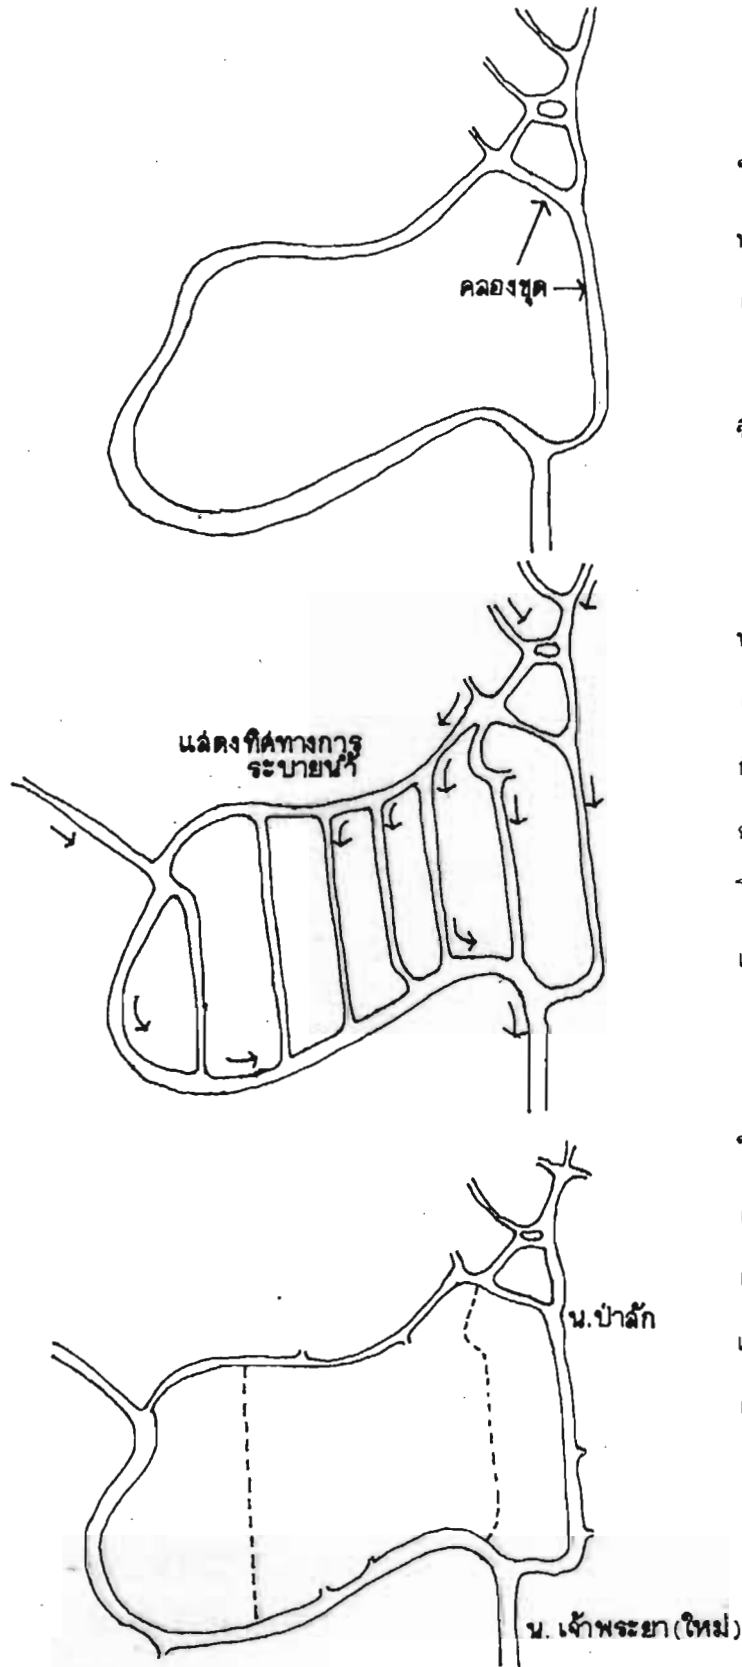 คลองขุด
แสดงทิศทางการ
ระบายน้ำ
น.ป่าสัก
น. เจ้าพระยา(ใหม่)